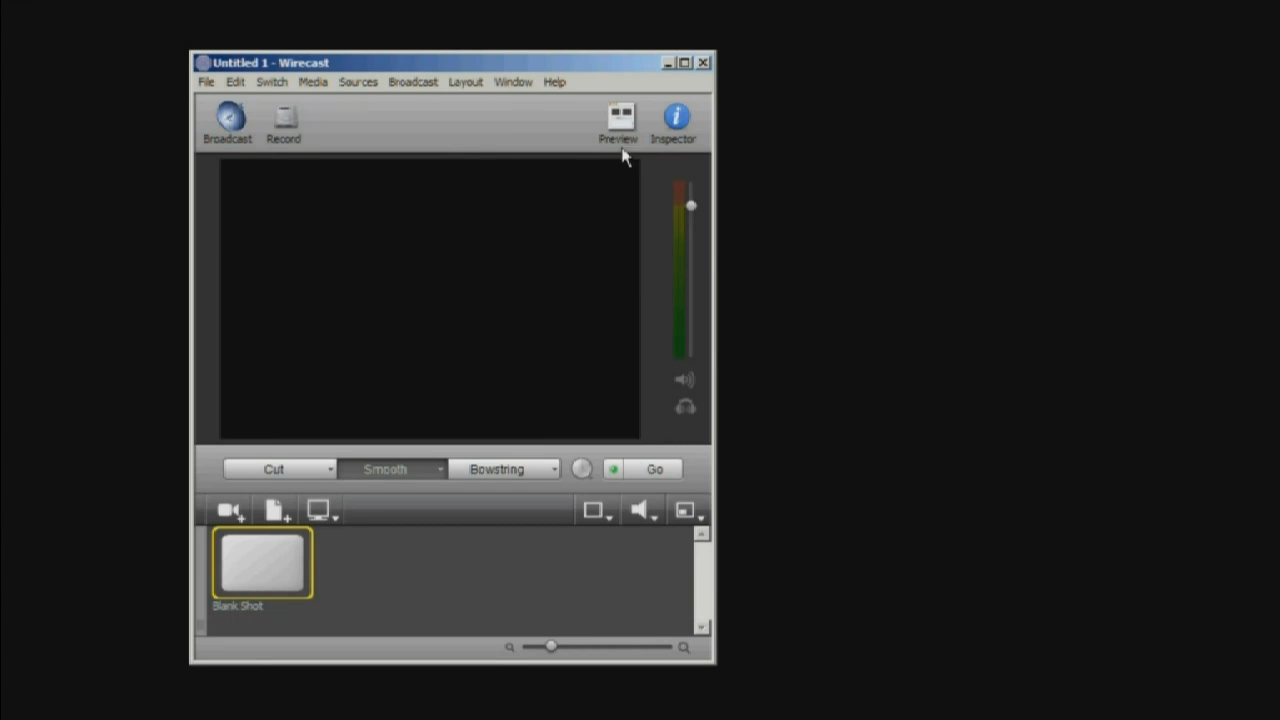 Untitled 1 - Wirecast
File Edit Switch Media Sources Broadcast Layout Window Help
Broadcast Record Preview Inspector
Cut Smooth Bowstring Go
Blank Shot